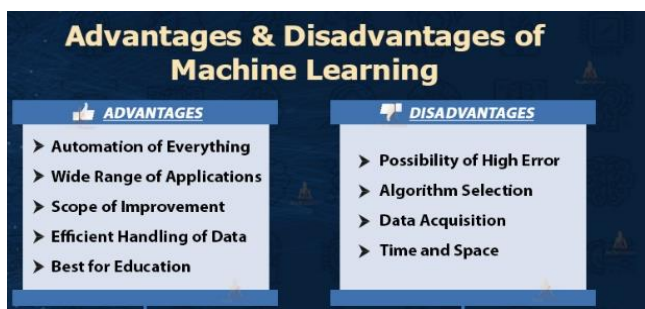 Advantages & Disadvantages of
Machine Learning
ADVANTAGES
Automation of Everything
Wide Range of Applications
Scope of Improvement
Efficient Handling of Data
Best for Education
DISADVANTAGES
Possibility of High Error
Algorithm Selection
Data Acquisition
Time and Space